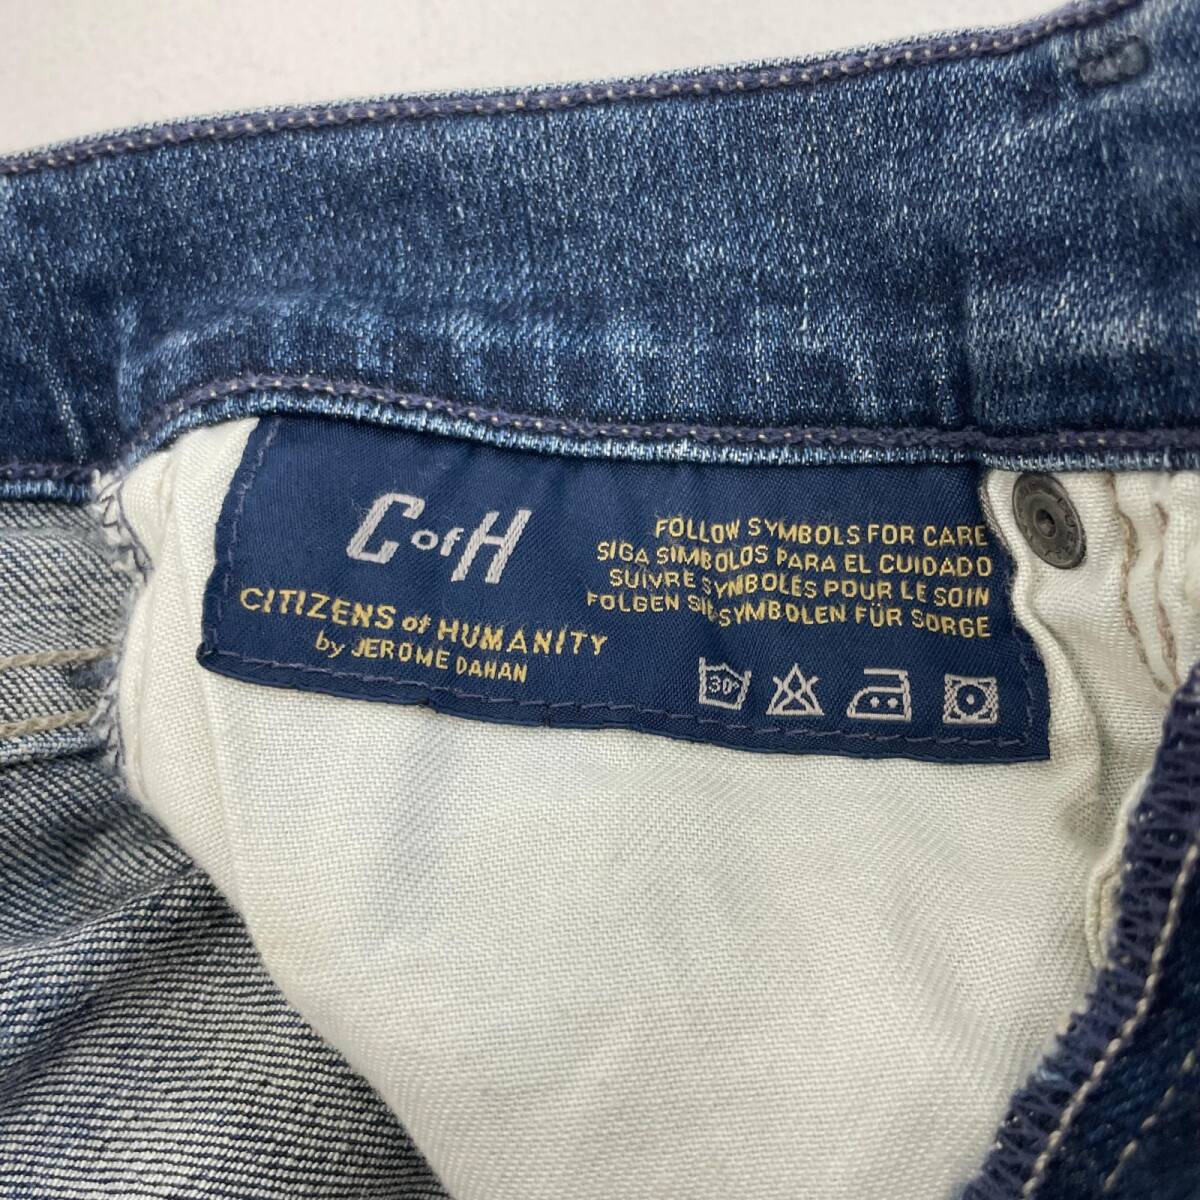 C of H
CITIZENS of HUMANITY
by JEROME DAHAN
FOLLOW SYMBOLS FOR CARE
SIGA SIMBOLOS PARA EL CUIDADO
SUIVRE SYMBOLES POUR LE SOIN
FOLGEN SIE SYMBOLEN FÜR SORGE
30°